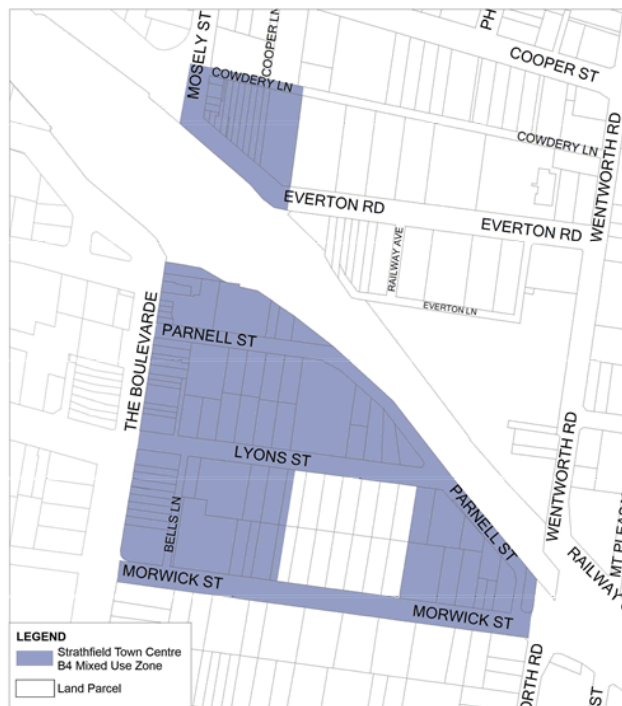 PH
MOSELY ST
COOPER LN
COOPER ST
COWDERY LN
COWDERY LN
WENTWORTH RD
EVERTON RD
EVERTON RD
RAILWAY AVE
EVERTON LN
THE BOULEVARDE
PARNELL ST
LYONS ST
WENTWORTH RD
PARNELL ST
BELLS LN
MT PLEAS
RAILWAY
MORWICK ST
MORWICK ST
ORTH RD
ST
LEGEND
Strathfield Town Centre
B4 Mixed Use Zone
Land Parcel